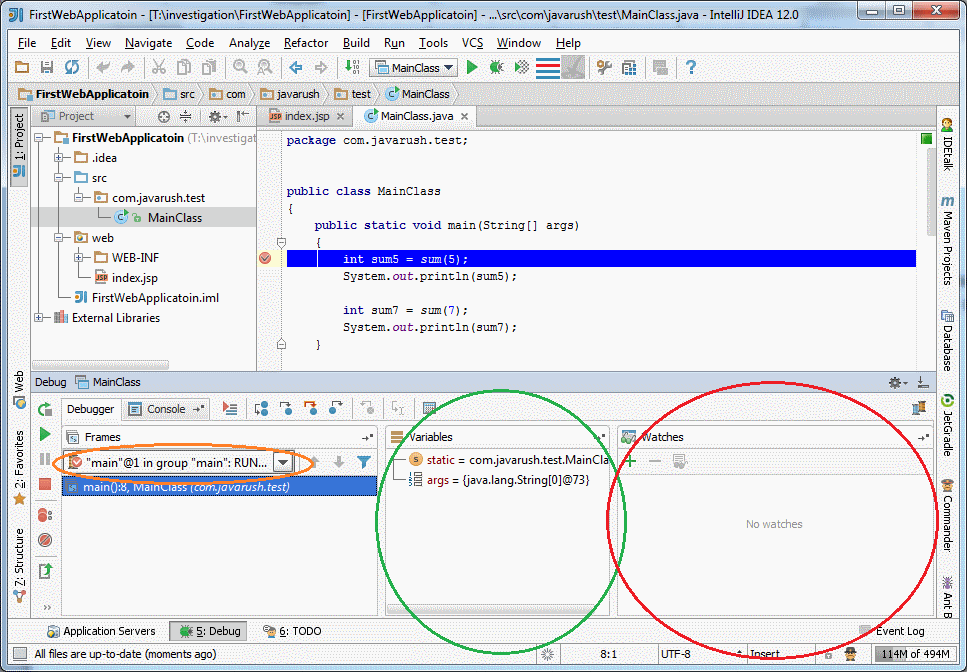 FirstWebApplicatoin - [T:\investigation\FirstWebApplicatoin] - [FirstWebApplicatoin] - ...\src\com\javarush\test\MainClass.java - IntelliJ IDEA 12.0
File Edit View Navigate Code Analyze Refactor Build Run Tools VCS Window Help
MainClass
FirstWebApplicatoin src com javarush test MainClass
1: Project
Project
index.jsp MainClass.java
FirstWebApplicatoin (T:\investigat
.idea
src
com.javarush.test
MainClass
web
WEB-INF
index.jsp
FirstWebApplicatoin.iml
External Libraries
package com.javarush.test;
public class MainClass
{
public static void main(String[] args)
{
int sum5 = sum(5);
System.out.println(sum5);
int sum7 = sum(7);
System.out.println(sum7);
}
IDEtalk
Maven Projects
Database
JetGradle
Commander
Ant B
Web
2: Favorites
7: Structure
Debug MainClass
Debugger Console
Frames
"main"@1 in group "main": RUN...
main():8, MainClass (com.javarush.test)
Variables
static = com.javarush.test.MainCla
args = {java.lang.String[0]@73}
Watches
No watches
Application Servers 5: Debug 6: TODO Event Log
All files are up-to-date (moments ago) 8:1 UTF-8 Insert 114M of 494M